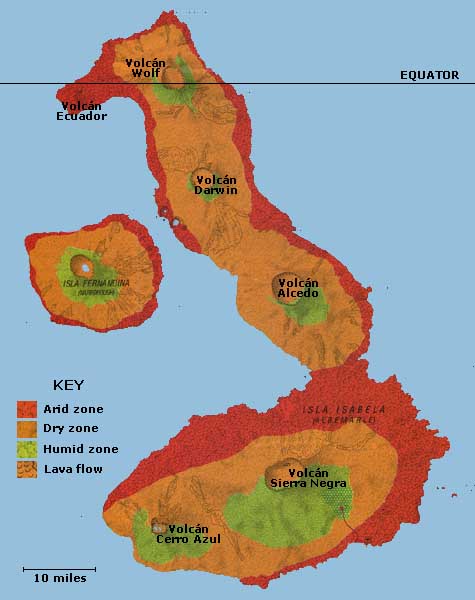 Volcán
Wolf
EQUATOR
Volcán
Ecuador
Volcán
Darwin
ISLA FERNANDINA
(NARBOROUGH)
Volcán
Alcedo
KEY
Arid zone
Dry zone
Humid zone
Lava flow
ISLA ISABELA
(ALBEMARLE)
Volcán
Sierra Negra
Volcán
Cerro Azul
10 miles